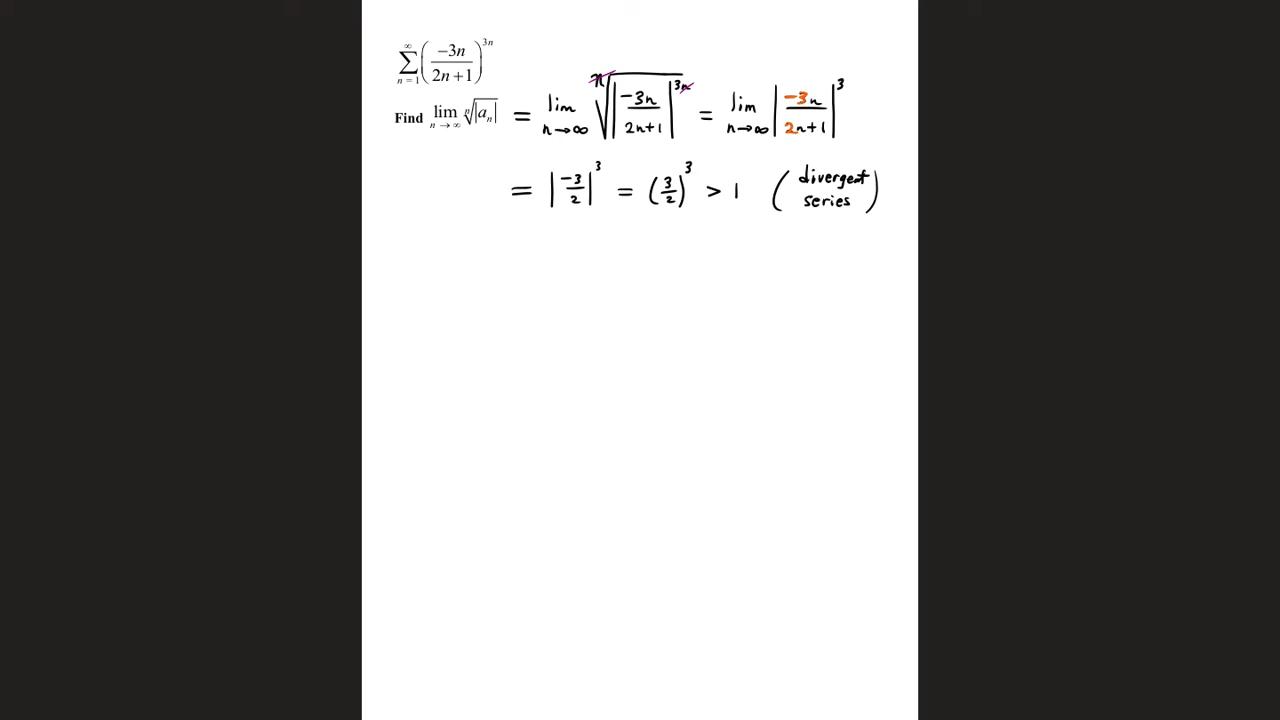 ∑_{n=1}^{∞} (−3n / 2n+1)^{3n}
Find lim_{n→∞} ⁿ√|aₙ| = lim_{n→∞} ⁿ√|−3n / 2n+1|^{3n} = lim_{n→∞} |−3n / 2n+1|³
= |−3/2|³ = (3/2)³ > 1 (divergent series)